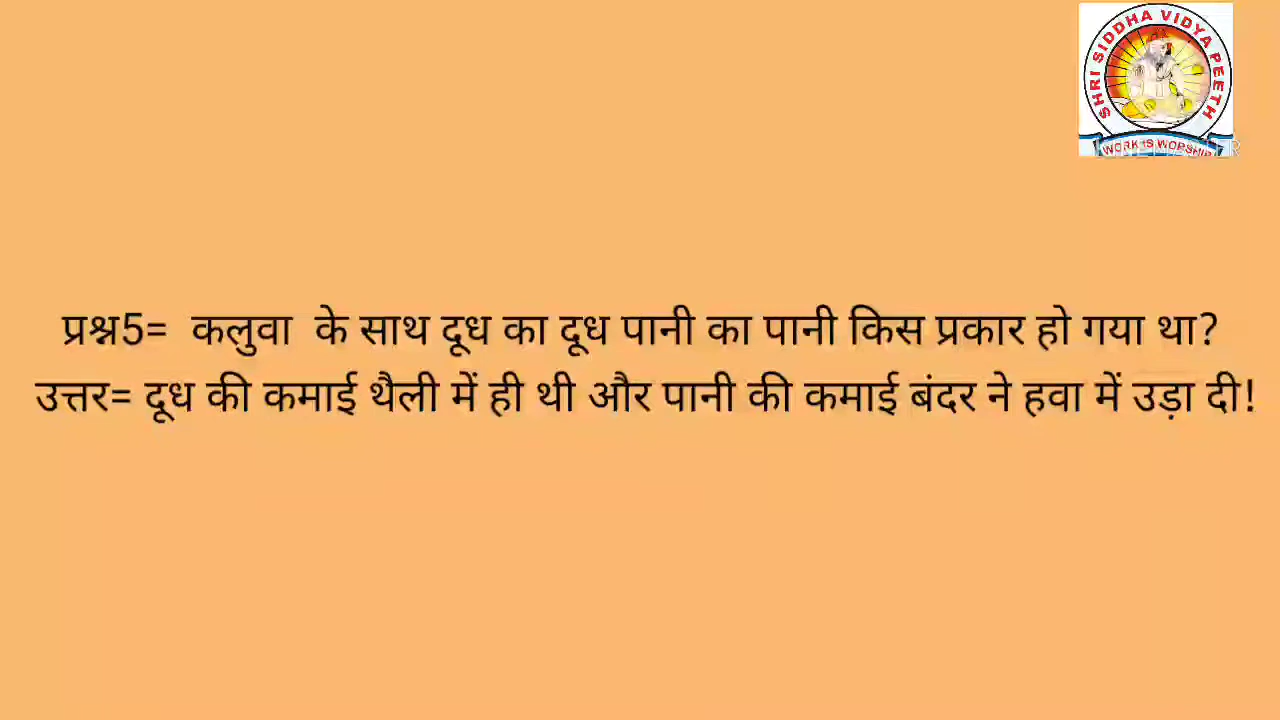 SHRI SIDDHA VIDYA PEETH
WORK IS WORSHIP
प्रश्न5= कलुवा के साथ दूध का दूध पानी का पानी किस प्रकार हो गया था?
उत्तर= दूध की कमाई थैली में ही थी और पानी की कमाई बंदर ने हवा में उड़ा दी!